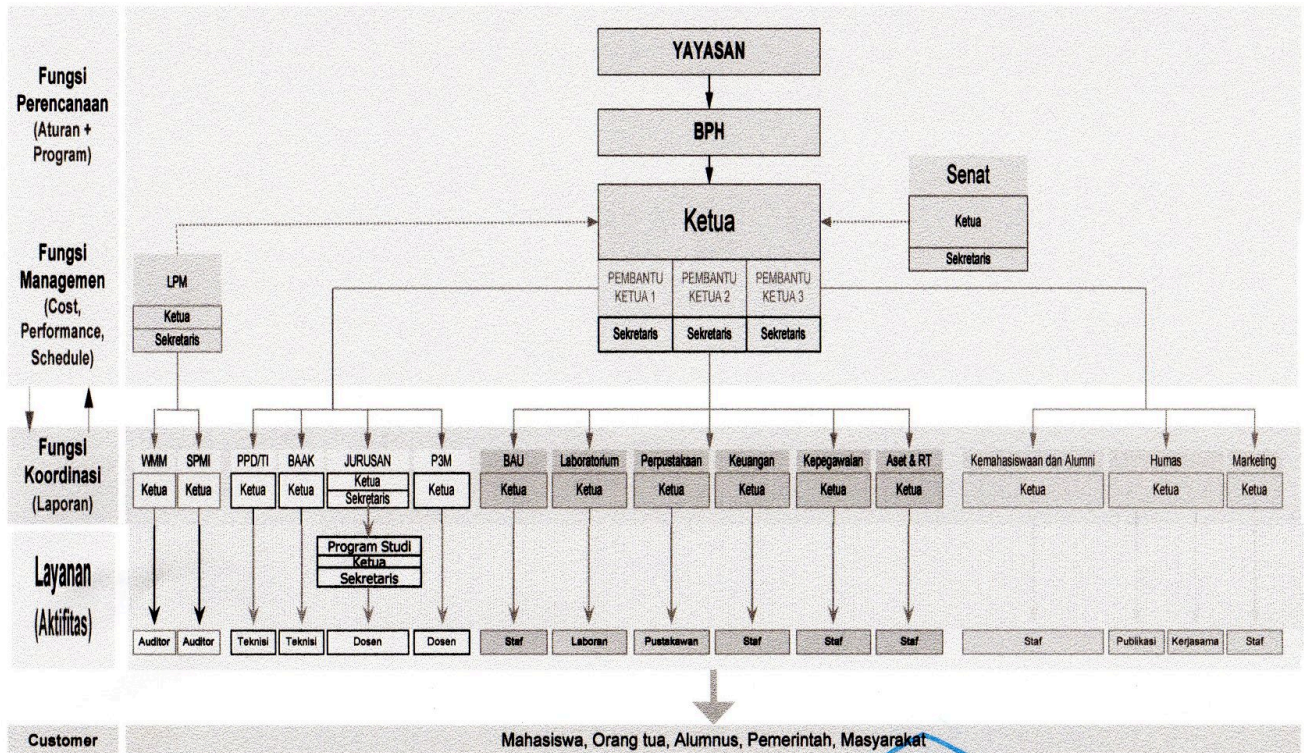 YAYASAN
Fungsi
Perencanaan
(Aturan +
Program)
BPH
Senat
Ketua
Ketua
Sekretaris
Fungsi
Managemen
(Cost,
Performance,
Schedule)
LPM
Ketua
Sekretaris
PEMBANTU KETUA 1
PEMBANTU KETUA 2
PEMBANTU KETUA 3
Sekretaris Sekretaris Sekretaris
Fungsi
Koordinasi
(Laporan)
WMM SPMI PPD/TI BAAK JURUSAN P3M BAU Laboratorium Perpustakaan Keuangan Kepegawaian Aset & RT Kemahasiswaan dan Alumni Humas Marketing
Ketua Ketua Ketua Ketua Ketua Ketua Ketua Ketua Ketua Ketua Ketua Ketua Ketua Ketua Ketua
Sekretaris
Layanan
(Aktifitas)
Program Studi
Ketua
Sekretaris
Auditor Auditor Teknisi Teknisi Dosen Dosen Staf Laboran Pustakawan Staf Staf Staf Staf Publikasi Kerjasama Staf
Customer
Mahasiswa, Orang tua, Alumnus, Pemerintah, Masyarakat